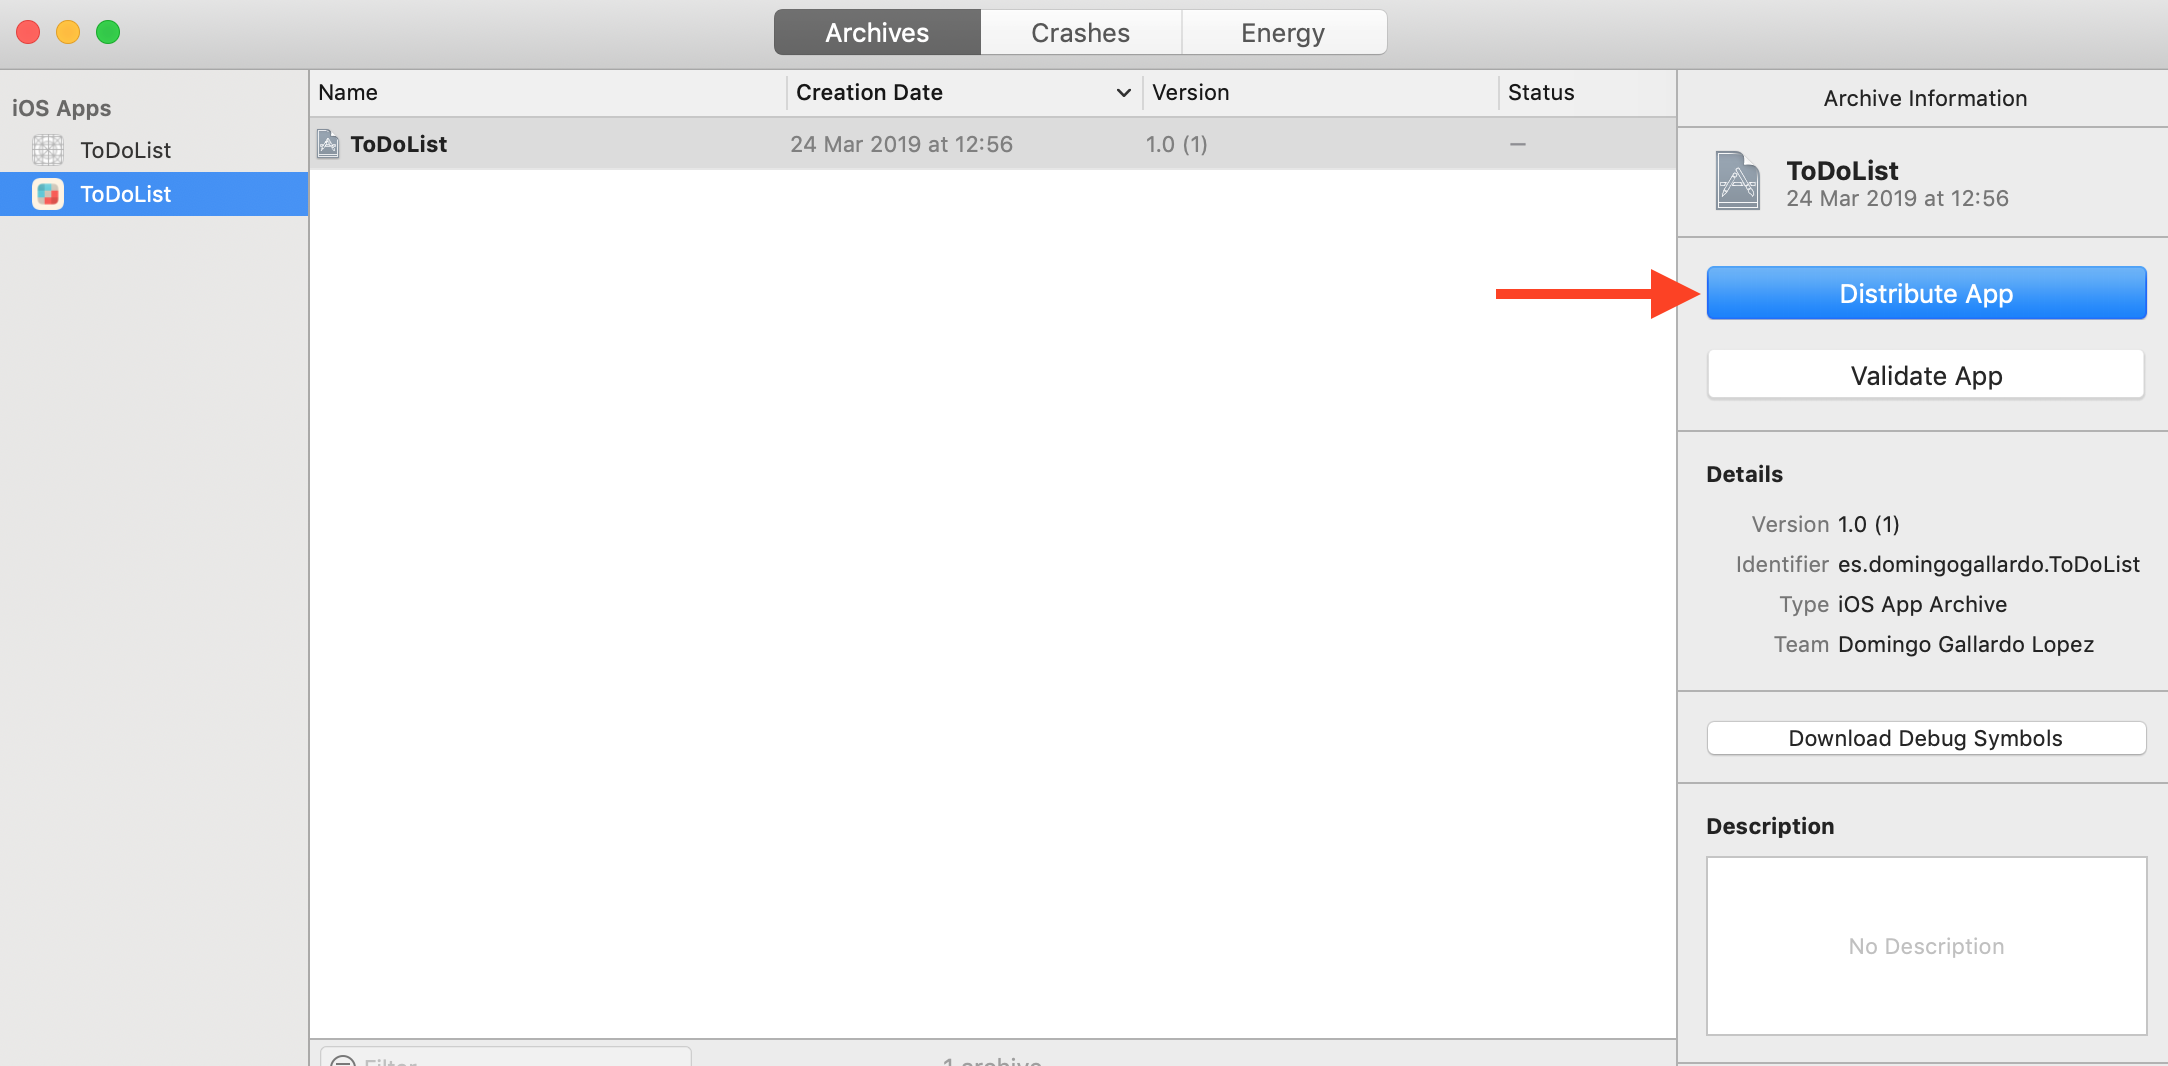 Archives Crashes Energy
iOS Apps
ToDoList
ToDoList
Name Creation Date Version Status
ToDoList 24 Mar 2019 at 12:56 1.0 (1) —
Filter
1 archive
Archive Information
ToDoList
24 Mar 2019 at 12:56
Distribute App
Validate App
Details
Version 1.0 (1)
Identifier es.domingogallardo.ToDoList
Type iOS App Archive
Team Domingo Gallardo Lopez
Download Debug Symbols
Description
No Description